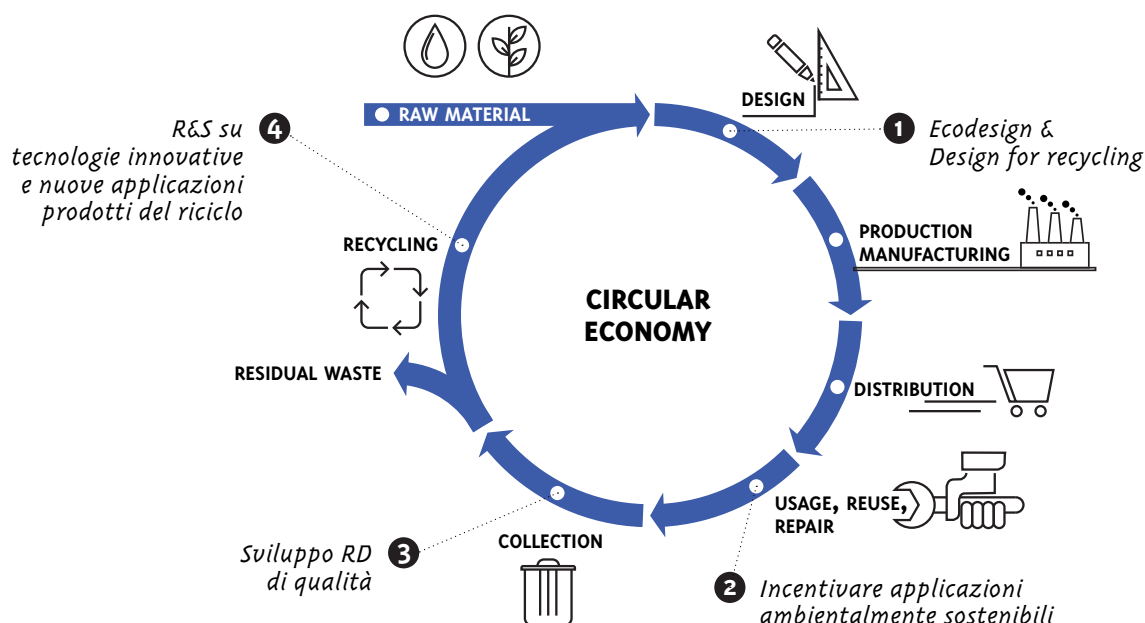 RAW MATERIAL
DESIGN
1 Ecodesign &
Design for recycling
PRODUCTION
MANUFACTURING
DISTRIBUTION
USAGE, REUSE,
REPAIR
2 Incentivare applicazioni
ambientalmente sostenibili
COLLECTION
3
Sviluppo RD
di qualità
RESIDUAL WASTE
RECYCLING
R&S su 4
tecnologie innovative
e nuove applicazioni
prodotti del riciclo
CIRCULAR
ECONOMY